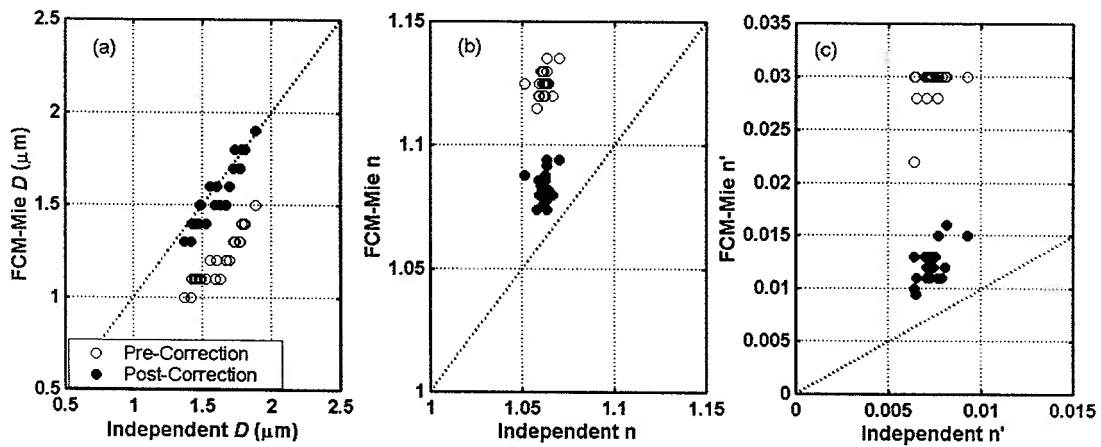 (a)
FCM-Mie D (μm)
2.5
2
1.5
1
0.5
Pre-Correction
Post-Correction
0.5 1 1.5 2 2.5
Independent D (μm)
(b)
FCM-Mie n
1.15
1.1
1.05
1
1 1.05 1.1 1.15
Independent n
(c)
FCM-Mie n'
0.035
0.03
0.025
0.02
0.015
0.01
0.005
0
0 0.005 0.01 0.015
Independent n'